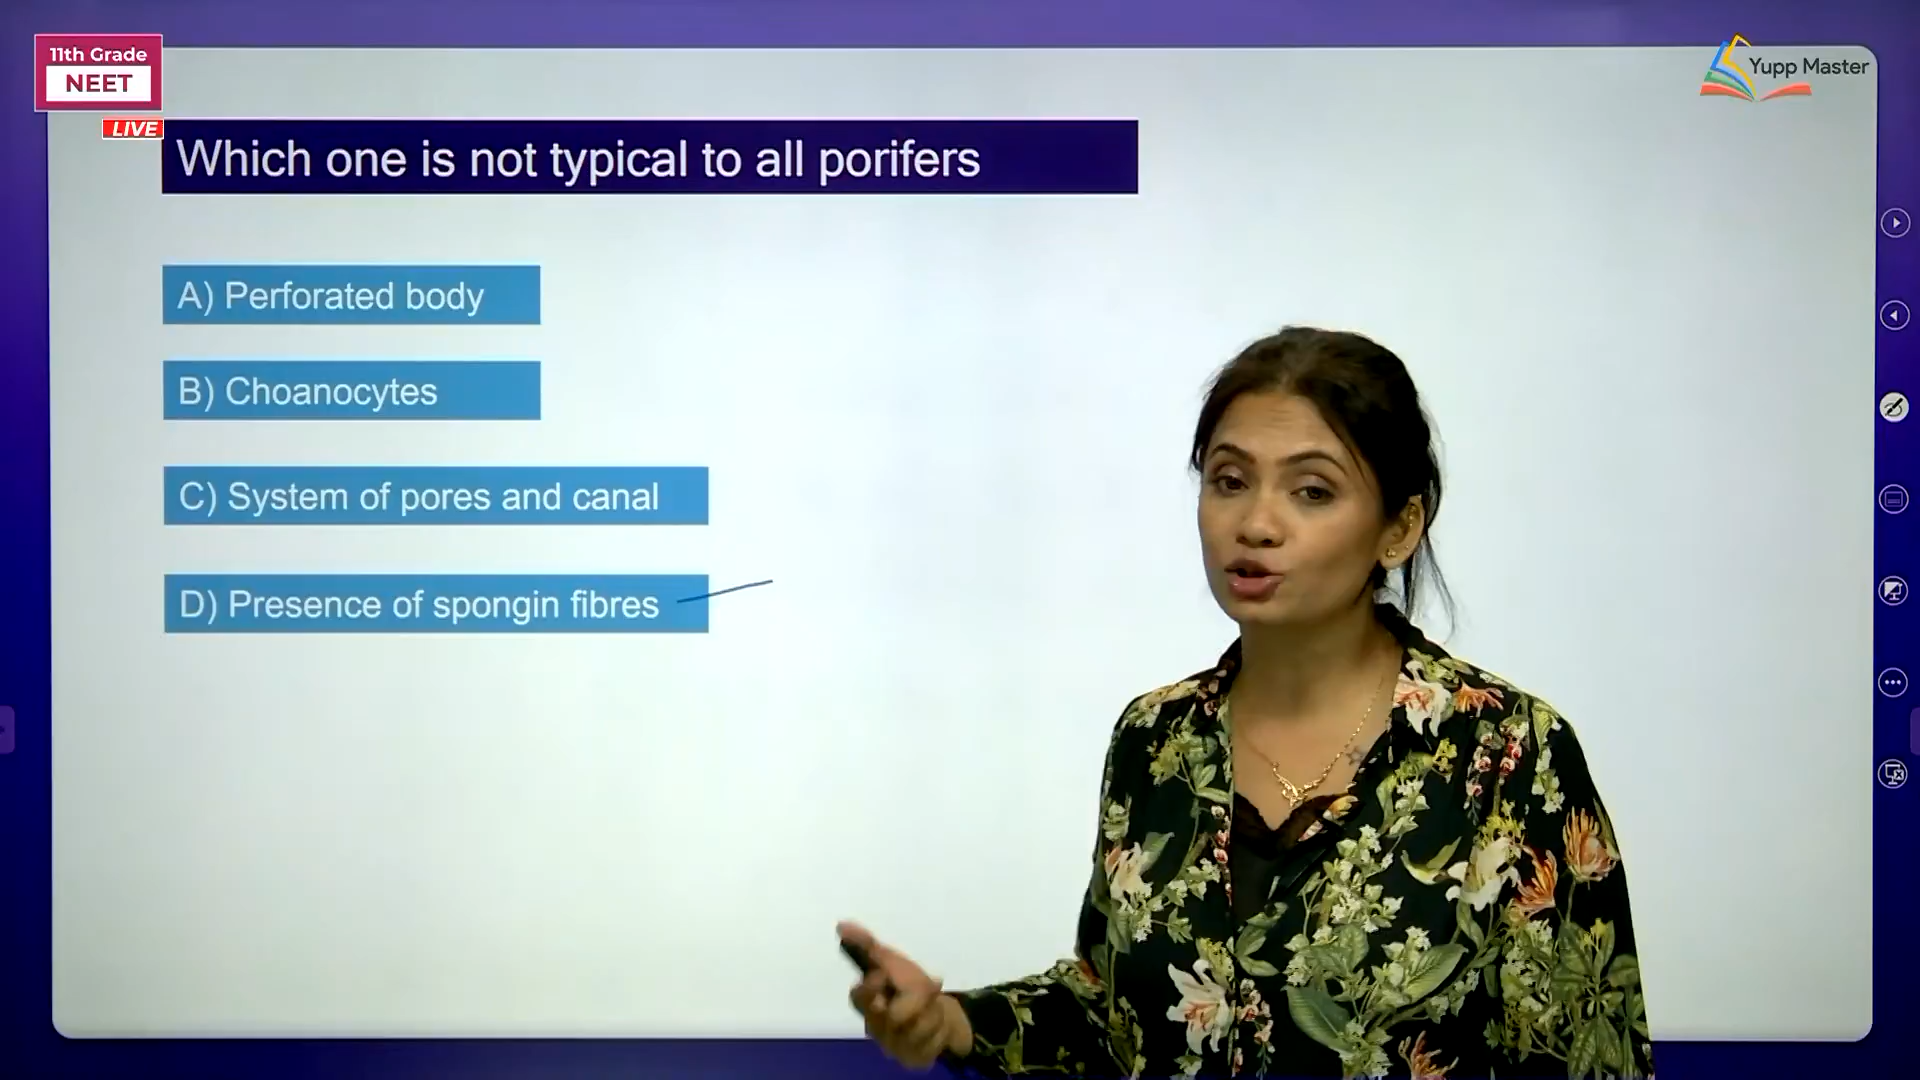 11th Grade
NEET
LIVE
Yupp Master
Which one is not typical to all porifers
A) Perforated body
B) Choanocytes
C) System of pores and canal
D) Presence of spongin fibres